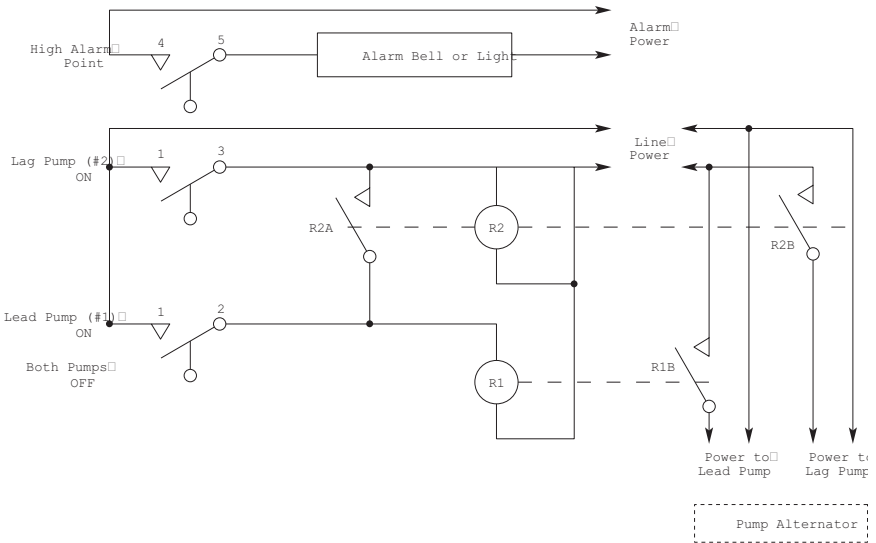 Alarm
Power
4
5
High Alarm
Point
Alarm Bell or Light
Line
Power
Lag Pump (#2)
ON
1
3
R2A
R2
R2B
Lead Pump (#1)
ON
1
2
Both Pumps
OFF
R1
R1B
Power to
Lead Pump
Power to
Lag Pump
Pump Alternator